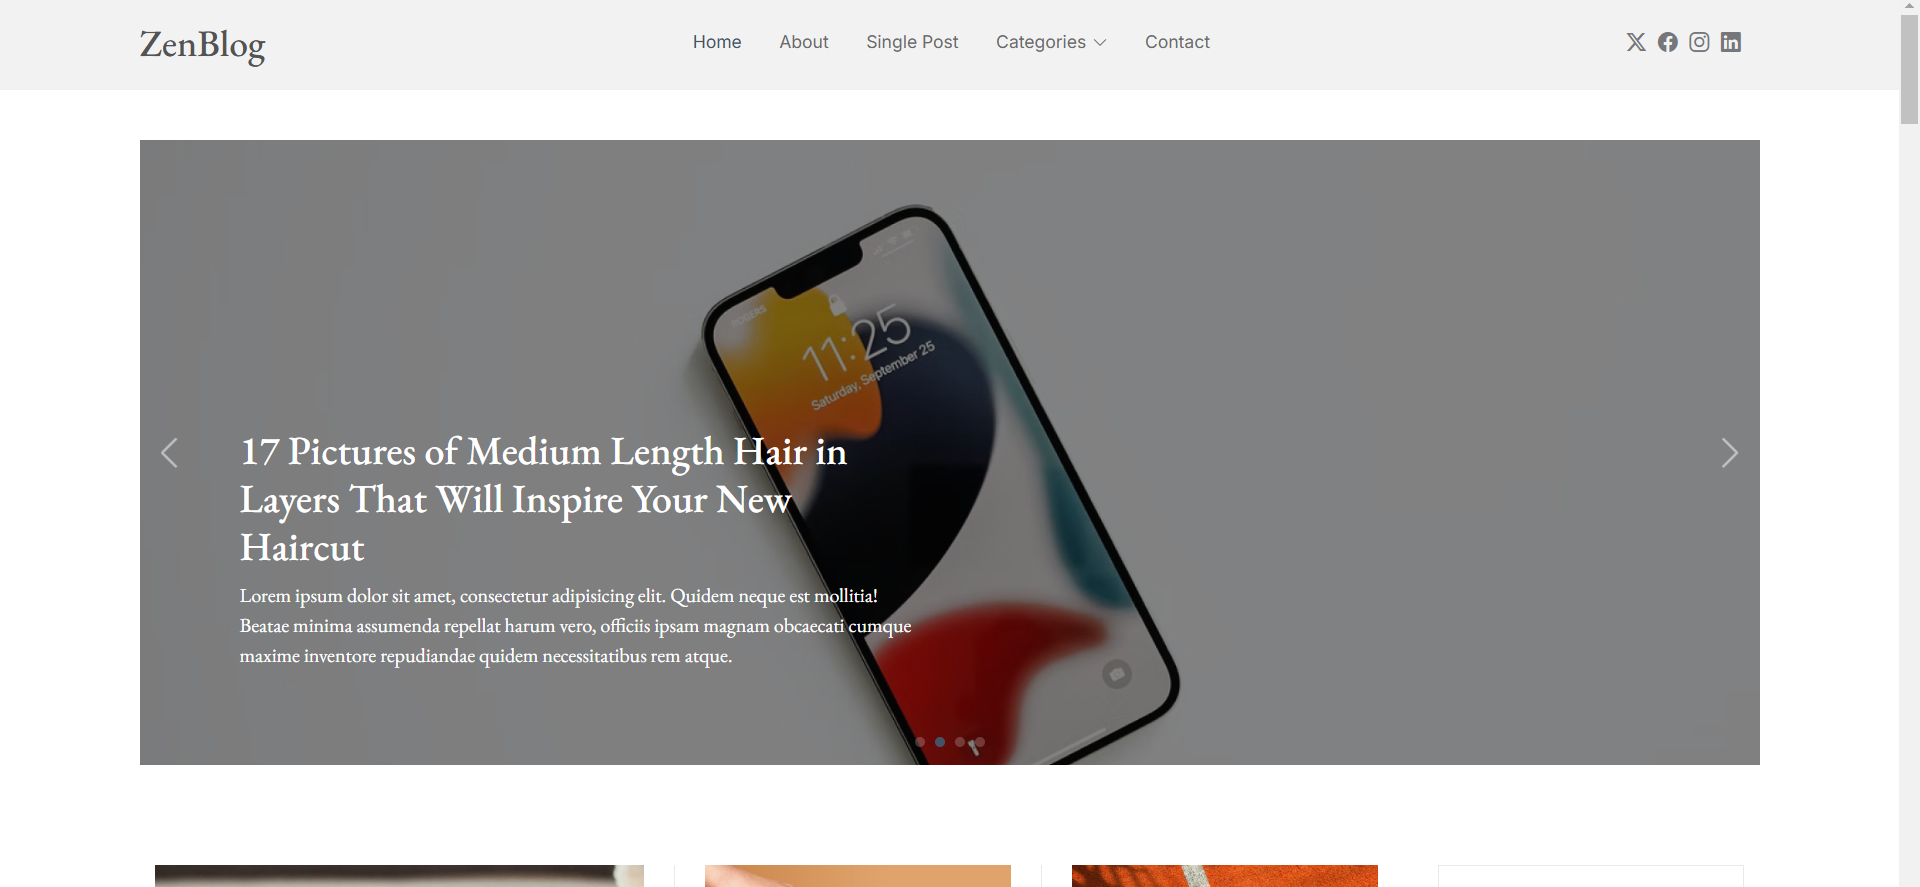 ZenBlog
Home About Single Post Categories Contact
ROGERS
11:25
Saturday, September 25
17 Pictures of Medium Length Hair in
Layers That Will Inspire Your New
Haircut
Lorem ipsum dolor sit amet, consectetur adipisicing elit. Quidem neque est mollitia!
Beatae minima assumenda repellat harum vero, officiis ipsam magnam obcaecati cumque
maxime inventore repudiandae quidem necessitatibus rem atque.